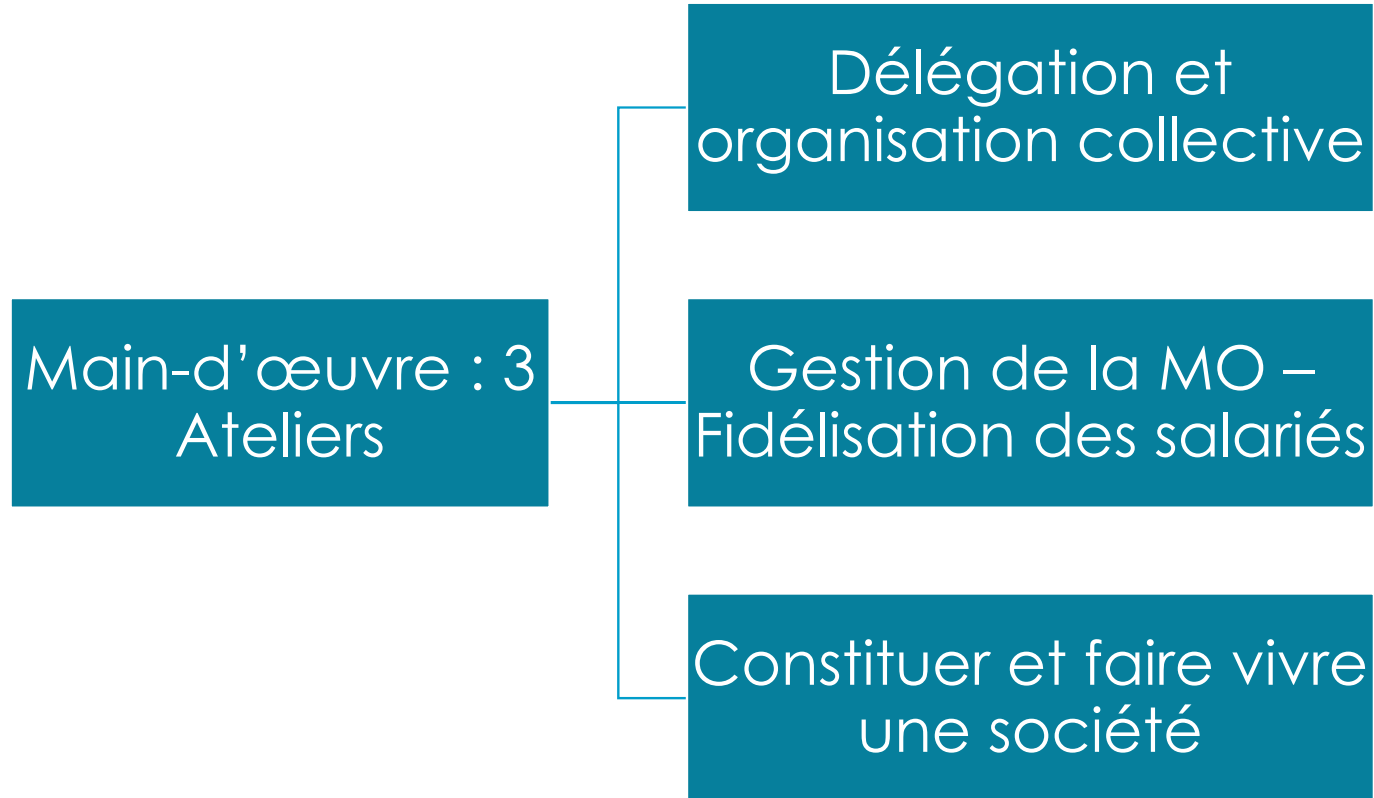 Délégation et
organisation collective
Main-d’œuvre : 3
Ateliers
Gestion de la MO –
Fidélisation des salariés
Constituer et faire vivre
une société